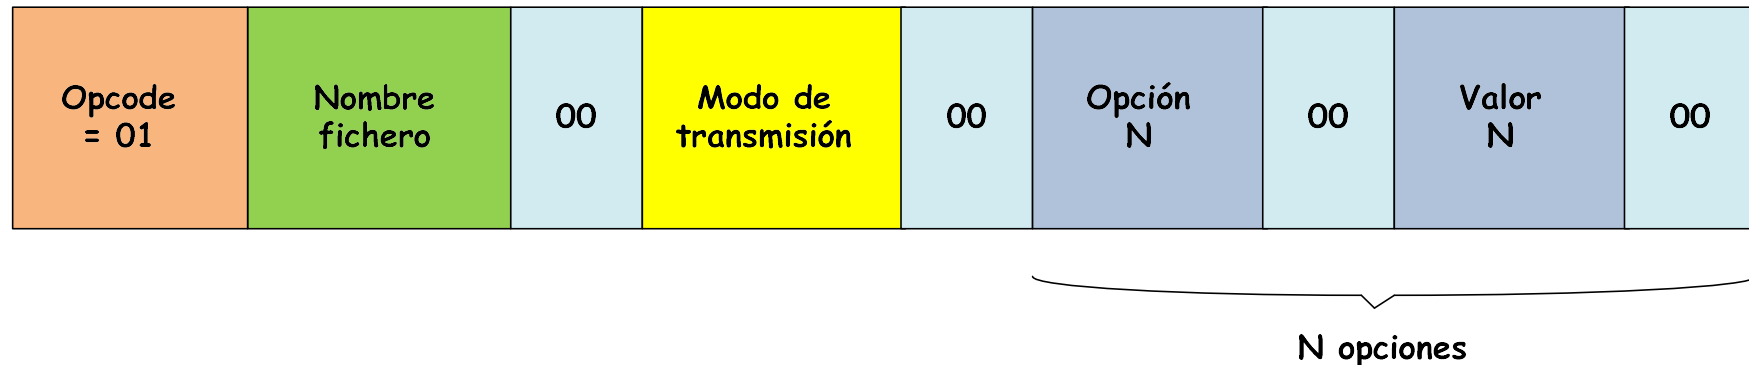 Opcode
= 01
Nombre
fichero
00
Modo de
transmisión
00
Opción
N
00
Valor
N
00
N opciones